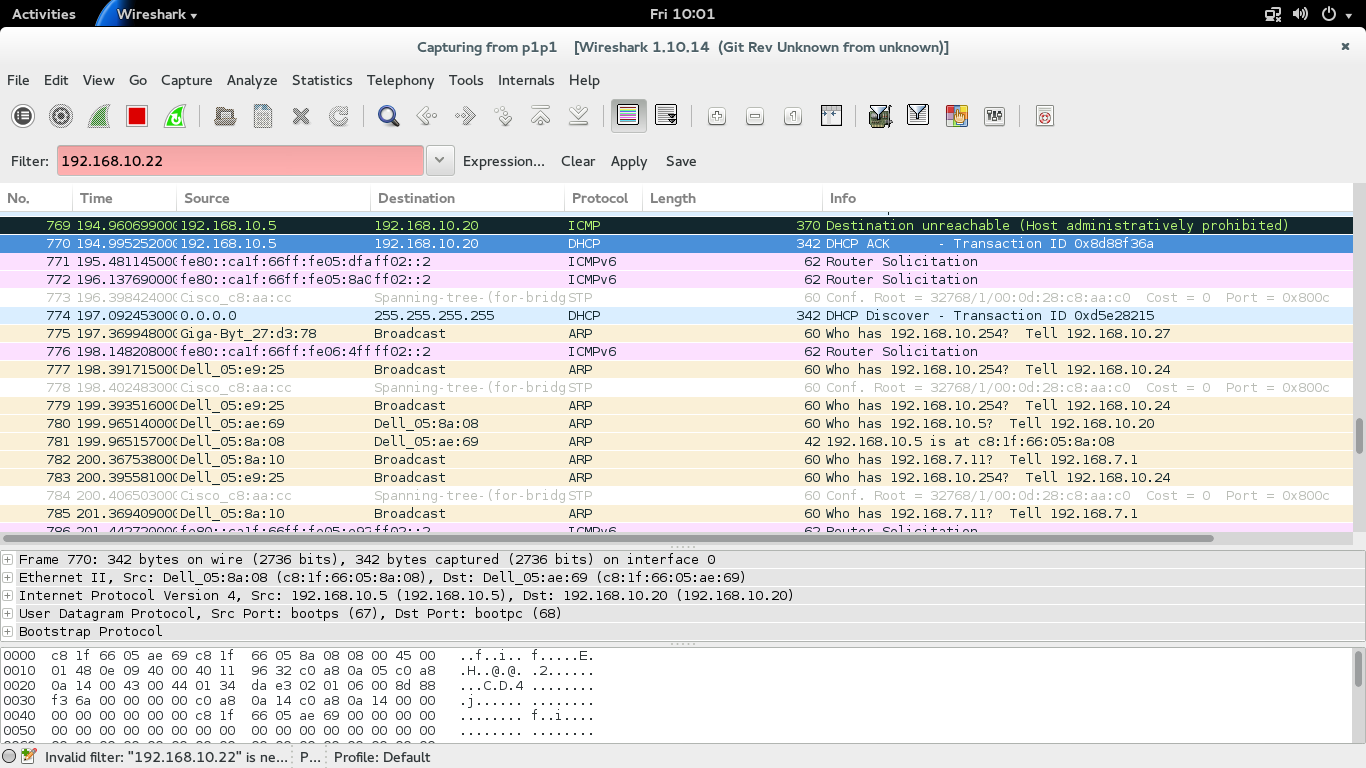 Activities Wireshark Fri 10:01
Capturing from p1p1 [Wireshark 1.10.14 (Git Rev Unknown from unknown)]
File Edit View Go Capture Analyze Statistics Telephony Tools Internals Help
Filter: 192.168.10.22 Expression... Clear Apply Save
No. Time Source Destination Protocol Length Info
769 194.960699000 192.168.10.5 192.168.10.20 ICMP 370 Destination unreachable (Host administratively prohibited)
770 194.995252000 192.168.10.5 192.168.10.20 DHCP 342 DHCP ACK - Transaction ID 0x8d88f36a
771 195.481145000 fe80::ca1f:66ff:fe05:dfa ff02::2 ICMPv6 62 Router Solicitation
772 196.137690000 fe80::ca1f:66ff:fe05:8a0 ff02::2 ICMPv6 62 Router Solicitation
773 196.398424000 Cisco_c8:aa:cc Spanning-tree-(for-bridg STP 60 Conf. Root = 32768/1/00:0d:28:c8:aa:c0 Cost = 0 Port = 0x800c
774 197.092453000 0.0.0.0 255.255.255.255 DHCP 342 DHCP Discover - Transaction ID 0xd5e28215
775 197.369948000 Giga-Byt_27:d3:78 Broadcast ARP 60 Who has 192.168.10.254? Tell 192.168.10.27
776 198.148208000 fe80::ca1f:66ff:fe06:4ff ff02::2 ICMPv6 62 Router Solicitation
777 198.391715000 Dell_05:e9:25 Broadcast ARP 60 Who has 192.168.10.254? Tell 192.168.10.24
778 198.402483000 Cisco_c8:aa:cc Spanning-tree-(for-bridg STP 60 Conf. Root = 32768/1/00:0d:28:c8:aa:c0 Cost = 0 Port = 0x800c
779 199.393516000 Dell_05:e9:25 Broadcast ARP 60 Who has 192.168.10.254? Tell 192.168.10.24
780 199.965140000 Dell_05:ae:69 Dell_05:8a:08 ARP 60 Who has 192.168.10.5? Tell 192.168.10.20
781 199.965157000 Dell_05:8a:08 Dell_05:ae:69 ARP 42 192.168.10.5 is at c8:1f:66:05:8a:08
782 200.367538000 Dell_05:8a:10 Broadcast ARP 60 Who has 192.168.7.11? Tell 192.168.7.1
783 200.395581000 Dell_05:e9:25 Broadcast ARP 60 Who has 192.168.10.254? Tell 192.168.10.24
784 200.406503000 Cisco_c8:aa:cc Spanning-tree-(for-bridg STP 60 Conf. Root = 32768/1/00:0d:28:c8:aa:c0 Cost = 0 Port = 0x800c
785 201.369409000 Dell_05:8a:10 Broadcast ARP 60 Who has 192.168.7.11? Tell 192.168.7.1
786 201.442720000 fe80::ca1f:66ff:fe05:e92 ff02::2 ICMPv6 62 Router Solicitation
Frame 770: 342 bytes on wire (2736 bits), 342 bytes captured (2736 bits) on interface 0
Ethernet II, Src: Dell_05:8a:08 (c8:1f:66:05:8a:08), Dst: Dell_05:ae:69 (c8:1f:66:05:ae:69)
Internet Protocol Version 4, Src: 192.168.10.5 (192.168.10.5), Dst: 192.168.10.20 (192.168.10.20)
User Datagram Protocol, Src Port: bootps (67), Dst Port: bootpc (68)
Bootstrap Protocol
0000 c8 1f 66 05 ae 69 c8 1f 66 05 8a 08 08 00 45 00 ..f..i.. f.....E.
0010 01 48 0e 09 40 00 40 11 96 32 c0 a8 0a 05 c0 a8 .H..@.@. .2......
0020 0a 14 00 43 00 44 01 34 da e3 02 01 06 00 8d 88 ...C.D.4 ........
0030 f3 6a 00 00 00 00 c0 a8 0a 14 c0 a8 0a 14 00 00 .j...... ........
0040 00 00 00 00 00 00 c8 1f 66 05 ae 69 00 00 00 00 ........ f..i....
0050 00 00 00 00 00 00 00 00 00 00 00 00 00 00 00 00 ........ ........
Invalid filter: "192.168.10.22" is ne... P... Profile: Default